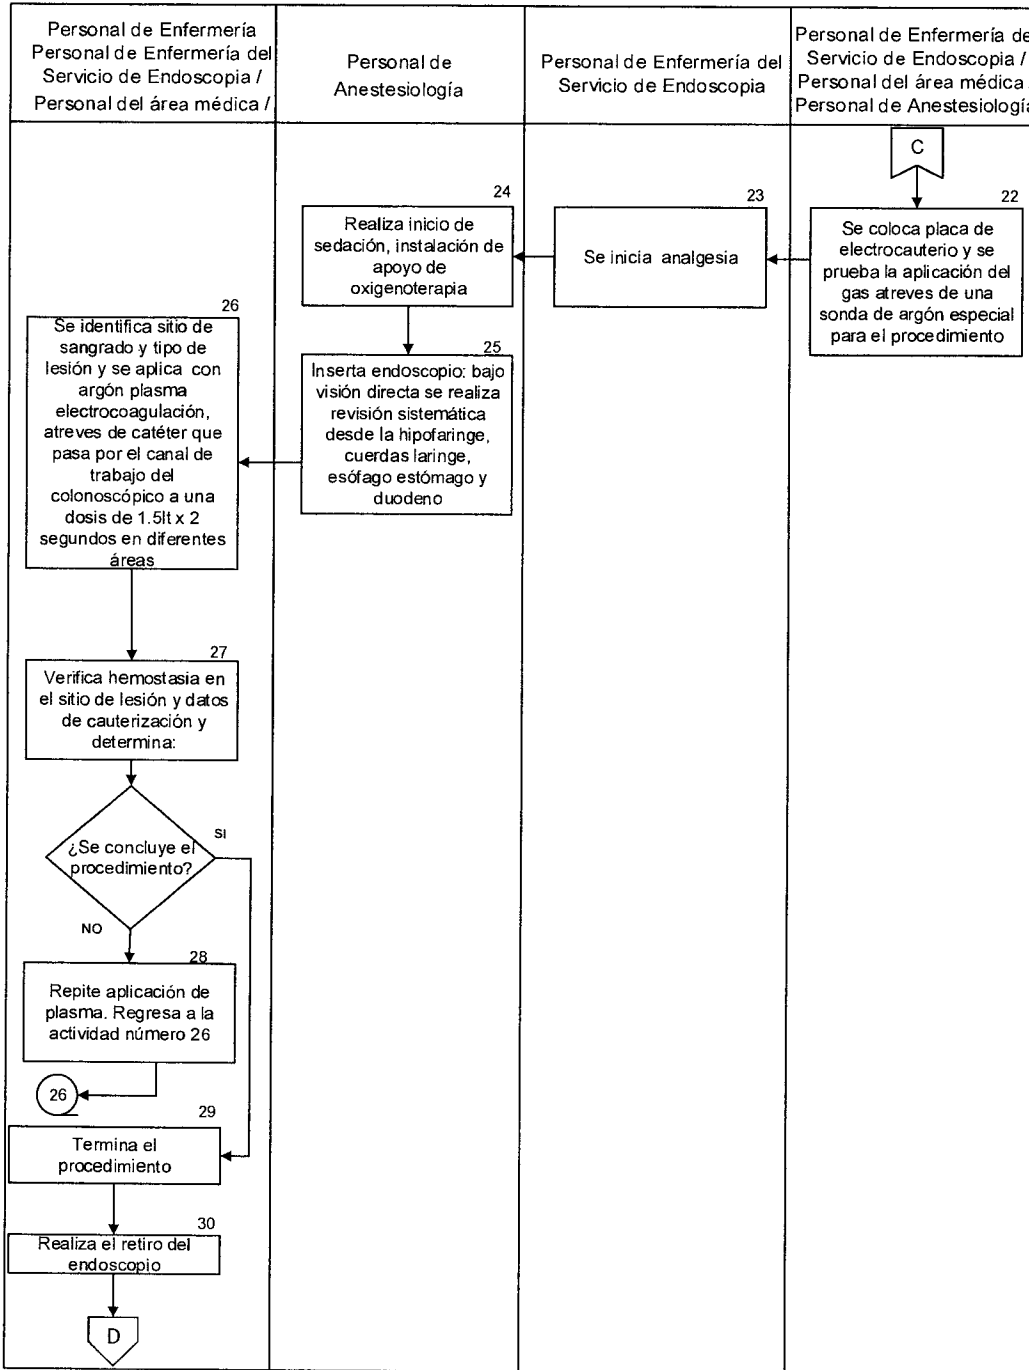 Personal de Enfermería
Personal de Enfermería del
Servicio de Endoscopia /
Personal del área médica /
Personal de
Anestesiología
Personal de Enfermería del
Servicio de Endoscopia
Personal de Enfermería de
Servicio de Endoscopia /
Personal del área médica
Personal de Anestesiología
C
22
Se coloca placa de
electrocauterio y se
prueba la aplicación del
gas atreves de una
sonda de argón especial
para el procedimiento
23
Se inicia analgesia
24
Realiza inicio de
sedación, instalación de
apoyo de
oxigenoterapia
25
Inserta endoscopio: bajo
visión directa se realiza
revisión sistemática
desde la hipofaringe,
cuerdas laringe,
esófago estómago y
duodeno
26
Se identifica sitio de
sangrado y tipo de
lesión y se aplica con
argón plasma
electrocoagulación,
atreves de catéter que
pasa por el canal de
trabajo del
colonoscópico a una
dosis de 1.5lt x 2
segundos en diferentes
áreas
27
Verifica hemostasia en
el sitio de lesión y datos
de cauterización y
determina:
¿Se concluye el
procedimiento?
SI
NO
28
Repite aplicación de
plasma. Regresa a la
actividad número 26
26
29
Termina el
procedimiento
30
Realiza el retiro del
endoscopio
D